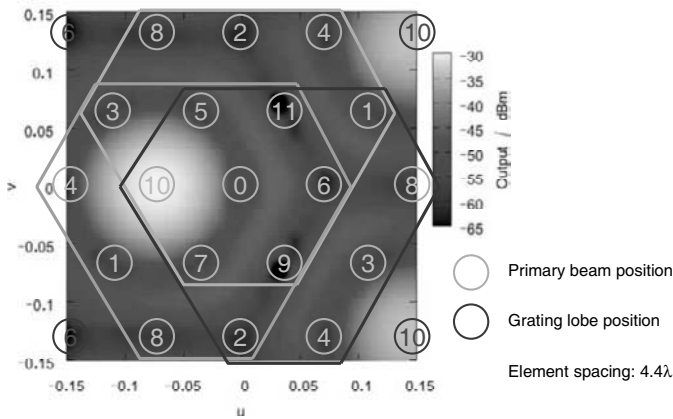 0.15
6 8 2 4 10
-30
0.1
-35
3 5 11 1
-40
0.05
-45
v
0
4 10 0 6 8
-50
Cutput / dBm
-55
-0.05
-60
-65
1 7 9 3
Primary beam position
-0.1
Grating lobe position
6 8 2 4 10
-0.15
Element spacing: 4.4λ
-0.15 -0.1 -0.05 0 0.05 0.1 0.15
u